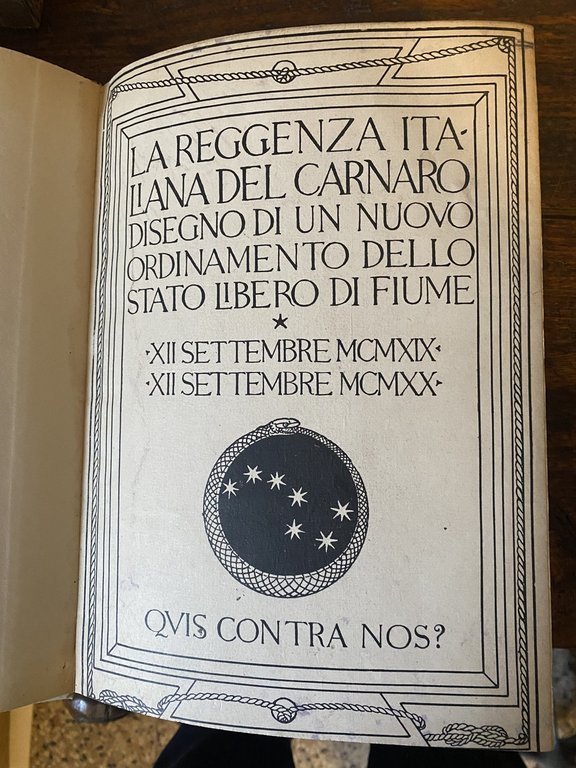 LA REGGENZA ITA-
LIANA DEL CARNARO
DISEGNO DI UN NUOVO
ORDINAMENTO DELLO
STATO LIBERO DI FIUME
★
·XII SETTEMBRE MCMXIX·
·XII SETTEMBRE MCMXX·
QVIS CONTRA NOS?